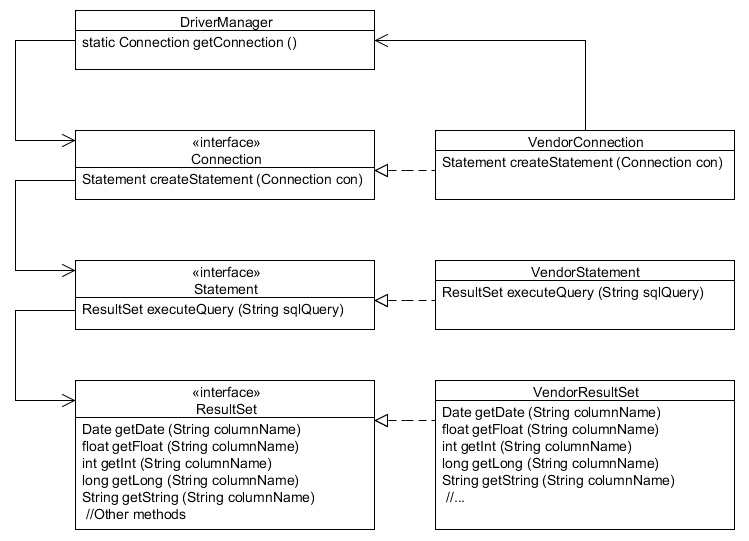 DriverManager
static Connection getConnection ()
«interface»
Connection
Statement createStatement (Connection con)
VendorConnection
Statement createStatement (Connection con)
«interface»
Statement
ResultSet executeQuery (String sqlQuery)
VendorStatement
ResultSet executeQuery (String sqlQuery)
«interface»
ResultSet
Date getDate (String columnName)
float getFloat (String columnName)
int getInt (String columnName)
long getLong (String columnName)
String getString (String columnName)
//Other methods
VendorResultSet
Date getDate (String columnName)
float getFloat (String columnName)
int getInt (String columnName)
long getLong (String columnName)
String getString (String columnName)
//...